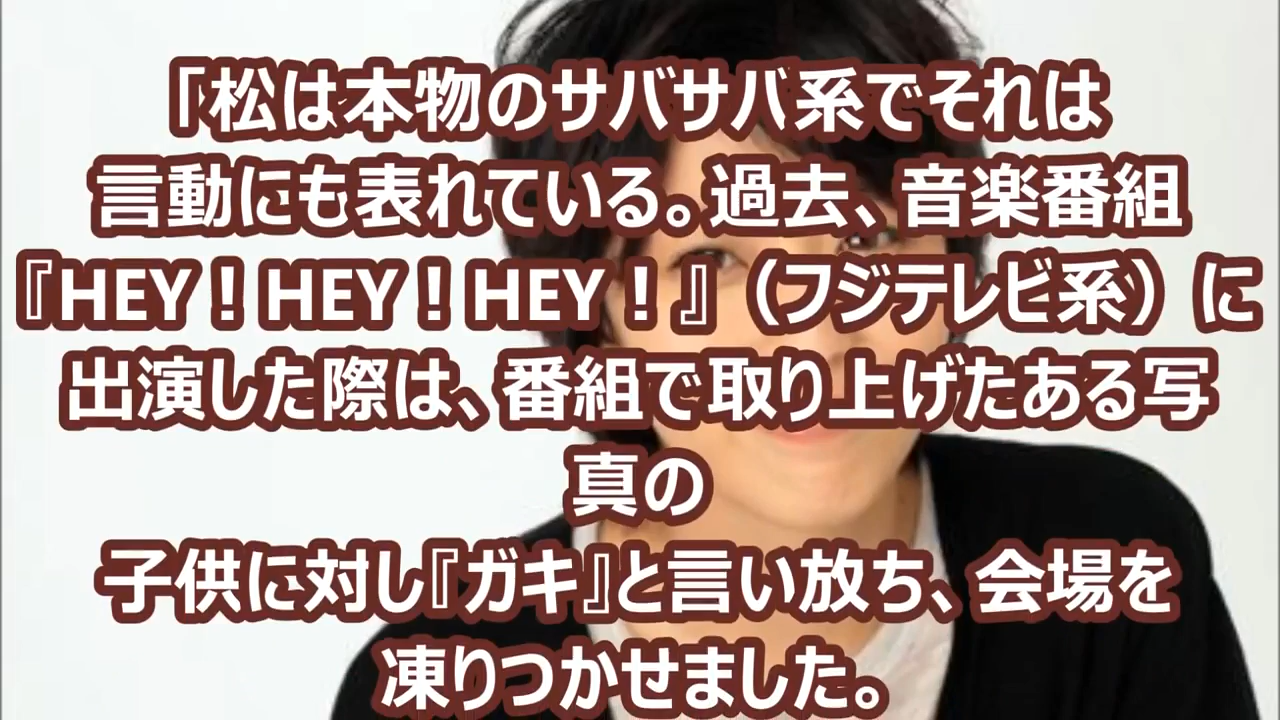 「松は本物のサバサバ系でそれは
言動にも表れている。過去、音楽番組
『HEY！HEY！HEY！』（フジテレビ系）に
出演した際は、番組で取り上げたある写
真の
子供に対し『ガキ』と言い放ち、会場を
凍りつかせました。